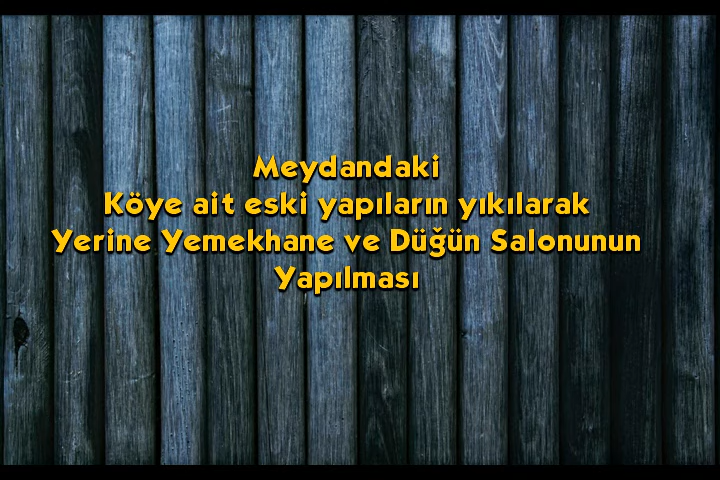 Meydandaki
Köye ait eski yapıların yıkılarak
Yerine Yemekhane ve Düğün Salonunun
Yapılması